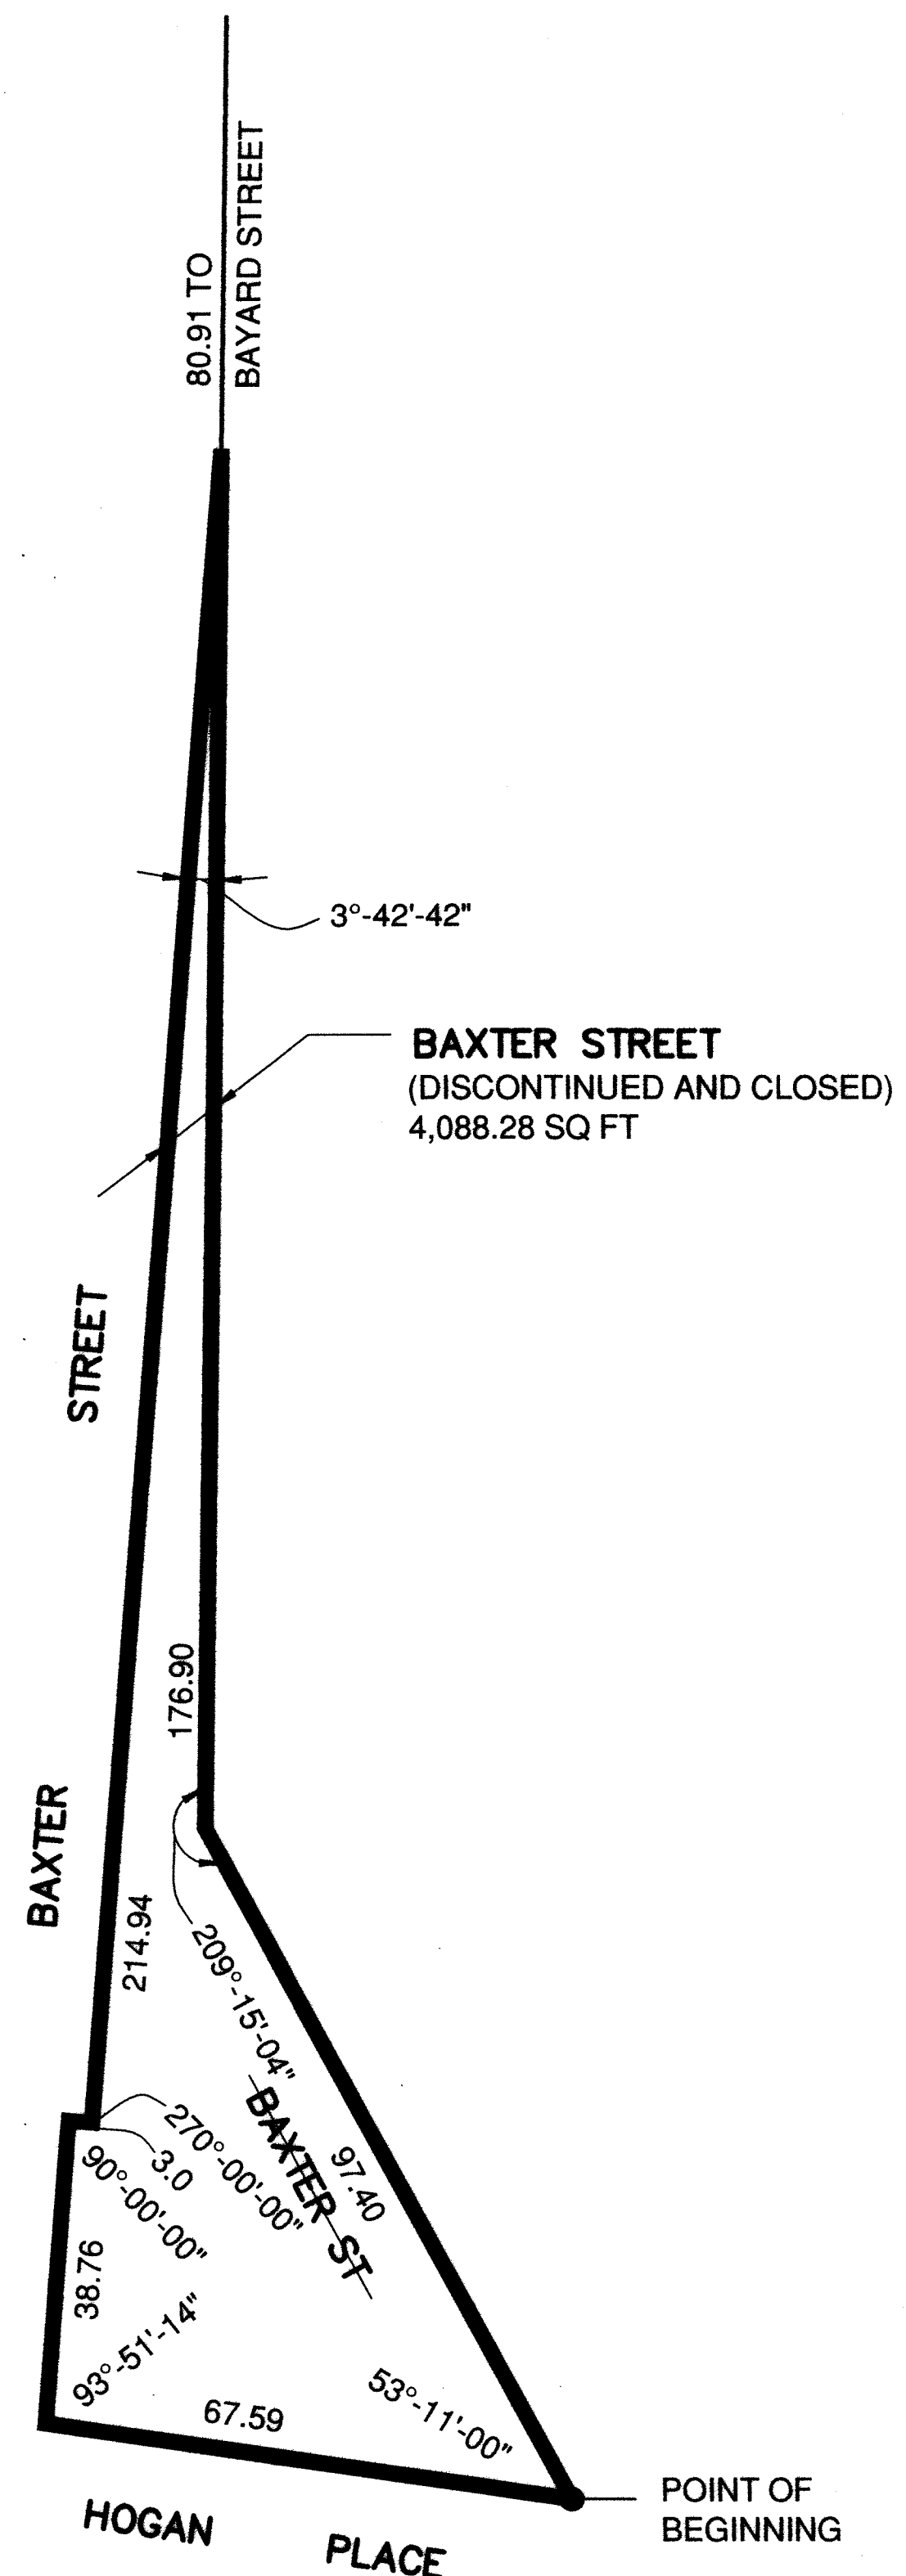 80.91 TO
BAYARD STREET
3°-42'-42"
BAXTER STREET
(DISCONTINUED AND CLOSED)
4,088.28 SQ FT
STREET
176.90
BAXTER
214.94
209°-15'-04"
BAXTER ST
97.40
270°-00'-00"
3.0
90°-00'-00"
38.76
93°-51'-14"
67.59
53°-11'-00"
POINT OF
BEGINNING
HOGAN PLACE